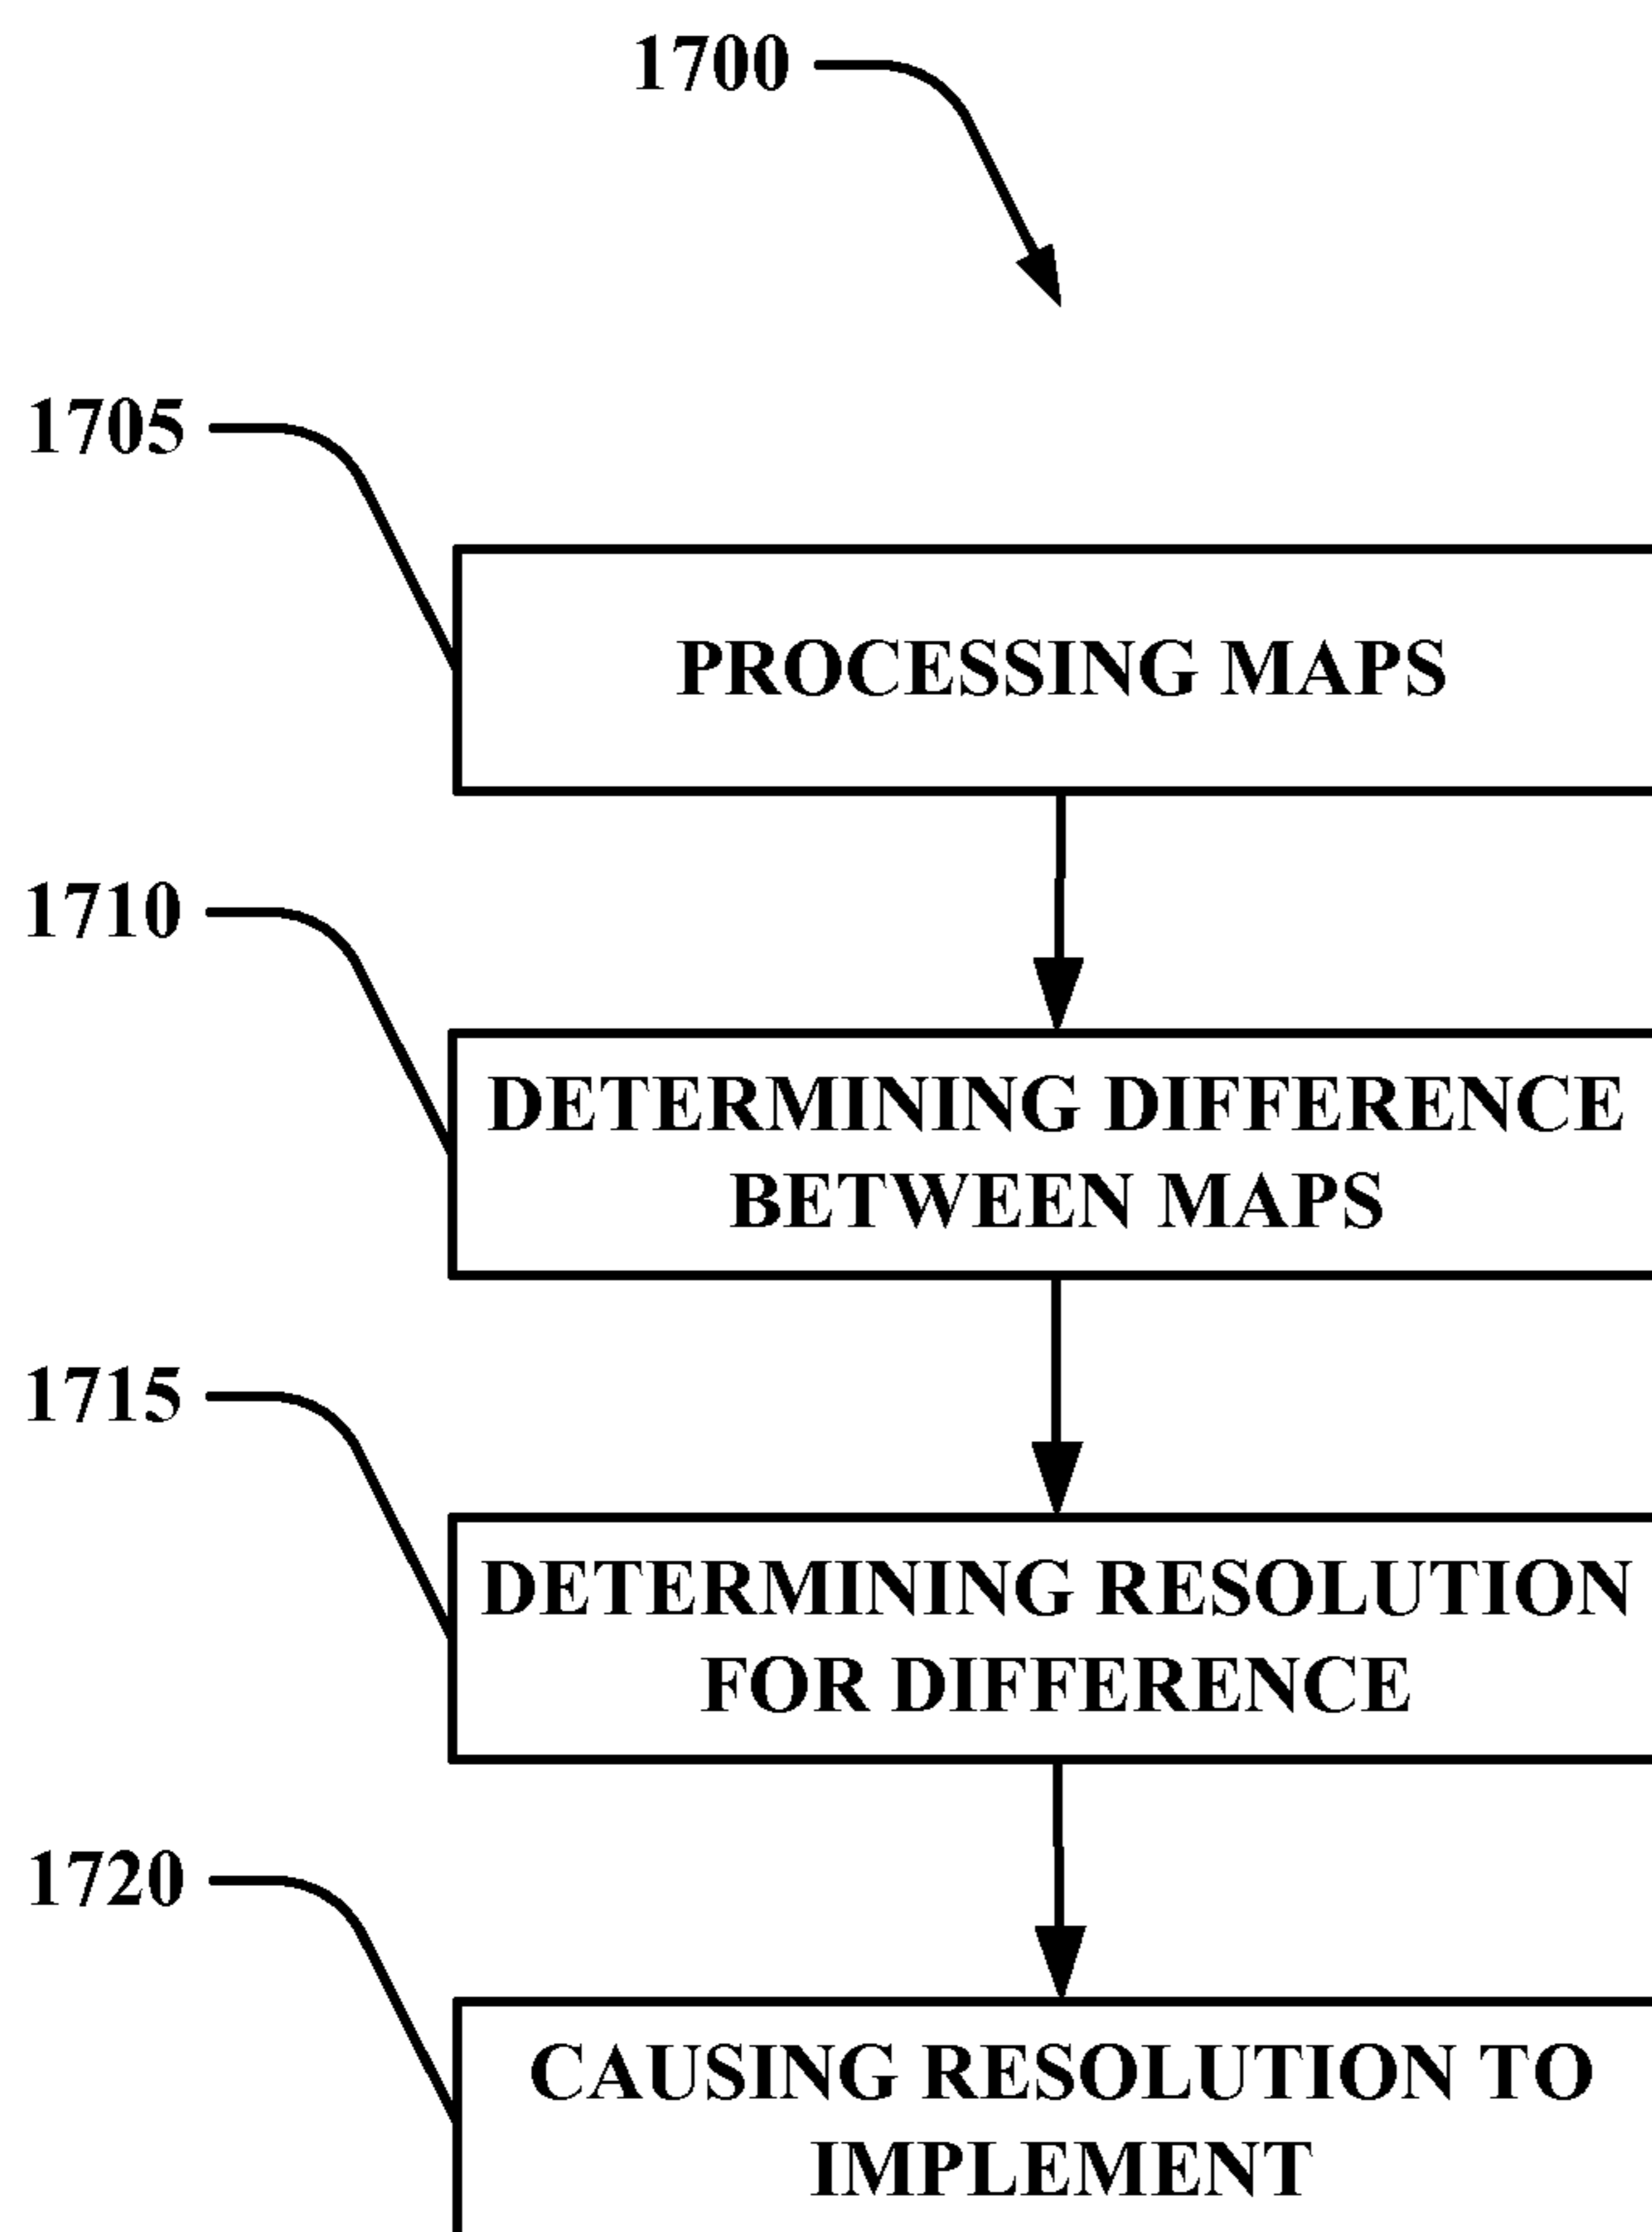 1700
1705
PROCESSING MAPS
1710
DETERMINING DIFFERENCE
BETWEEN MAPS
1715
DETERMINING RESOLUTION
FOR DIFFERENCE
1720
CAUSING RESOLUTION TO
IMPLEMENT